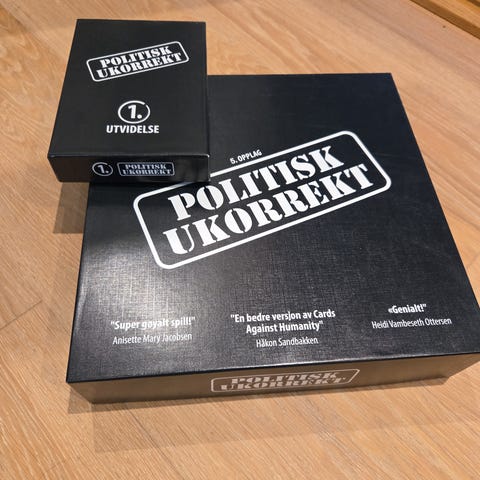 POLITISK
UKORREKT
1.
UTVIDELSE
1. POLITISK
UKORREKT
5. OPPLAG
POLITISK
UKORREKT
"Super gøyalt spill!"
Anisette Mary Jacobsen
"En bedre versjon av Cards
Against Humanity"
Håkon Sandbakken
«Genialt!"
Heidi Vambeseth Ottersen
POLITISK
UKORREKT